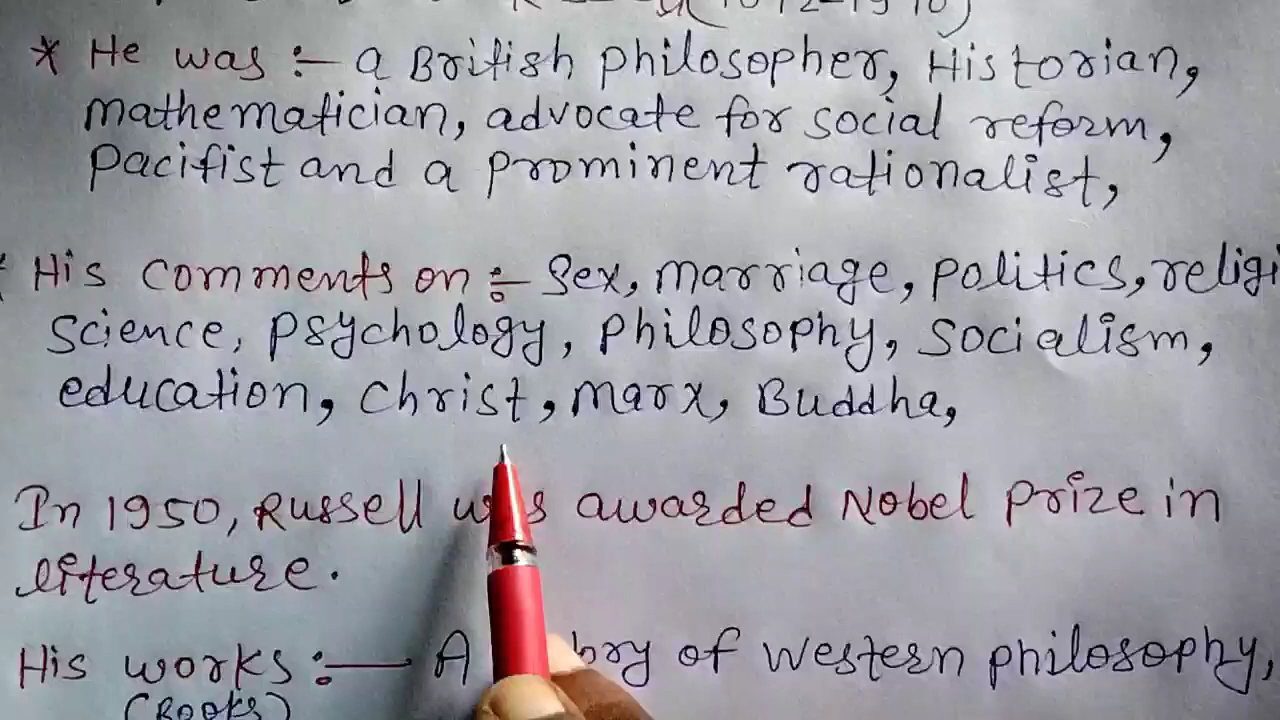 * He was :- a British philosopher, Historian,
mathematician, advocate for social reform,
Pacifist and a prominent rationalist,
* His comments on :- Sex, marriage, politics, religi
Science, psychology, philosophy, socialism,
education, christ, marx, Buddha,
In 1950, Russell was awarded Nobel prize in
literature.
His works :- A of western philosophy,
(Books)